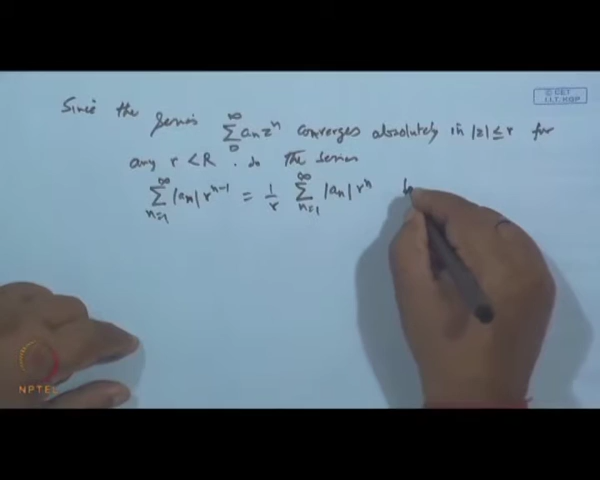 © CET
I.I.T. KGP
Since the series ∑_{0}^{∞} aₙzⁿ converges absolutely in |z| ≤ r for
any r < R. So the series
∑_{n=1}^{∞} |aₙ| r^{n-1} = 1/r ∑_{n=1}^{∞} |aₙ| rⁿ
NPTEL